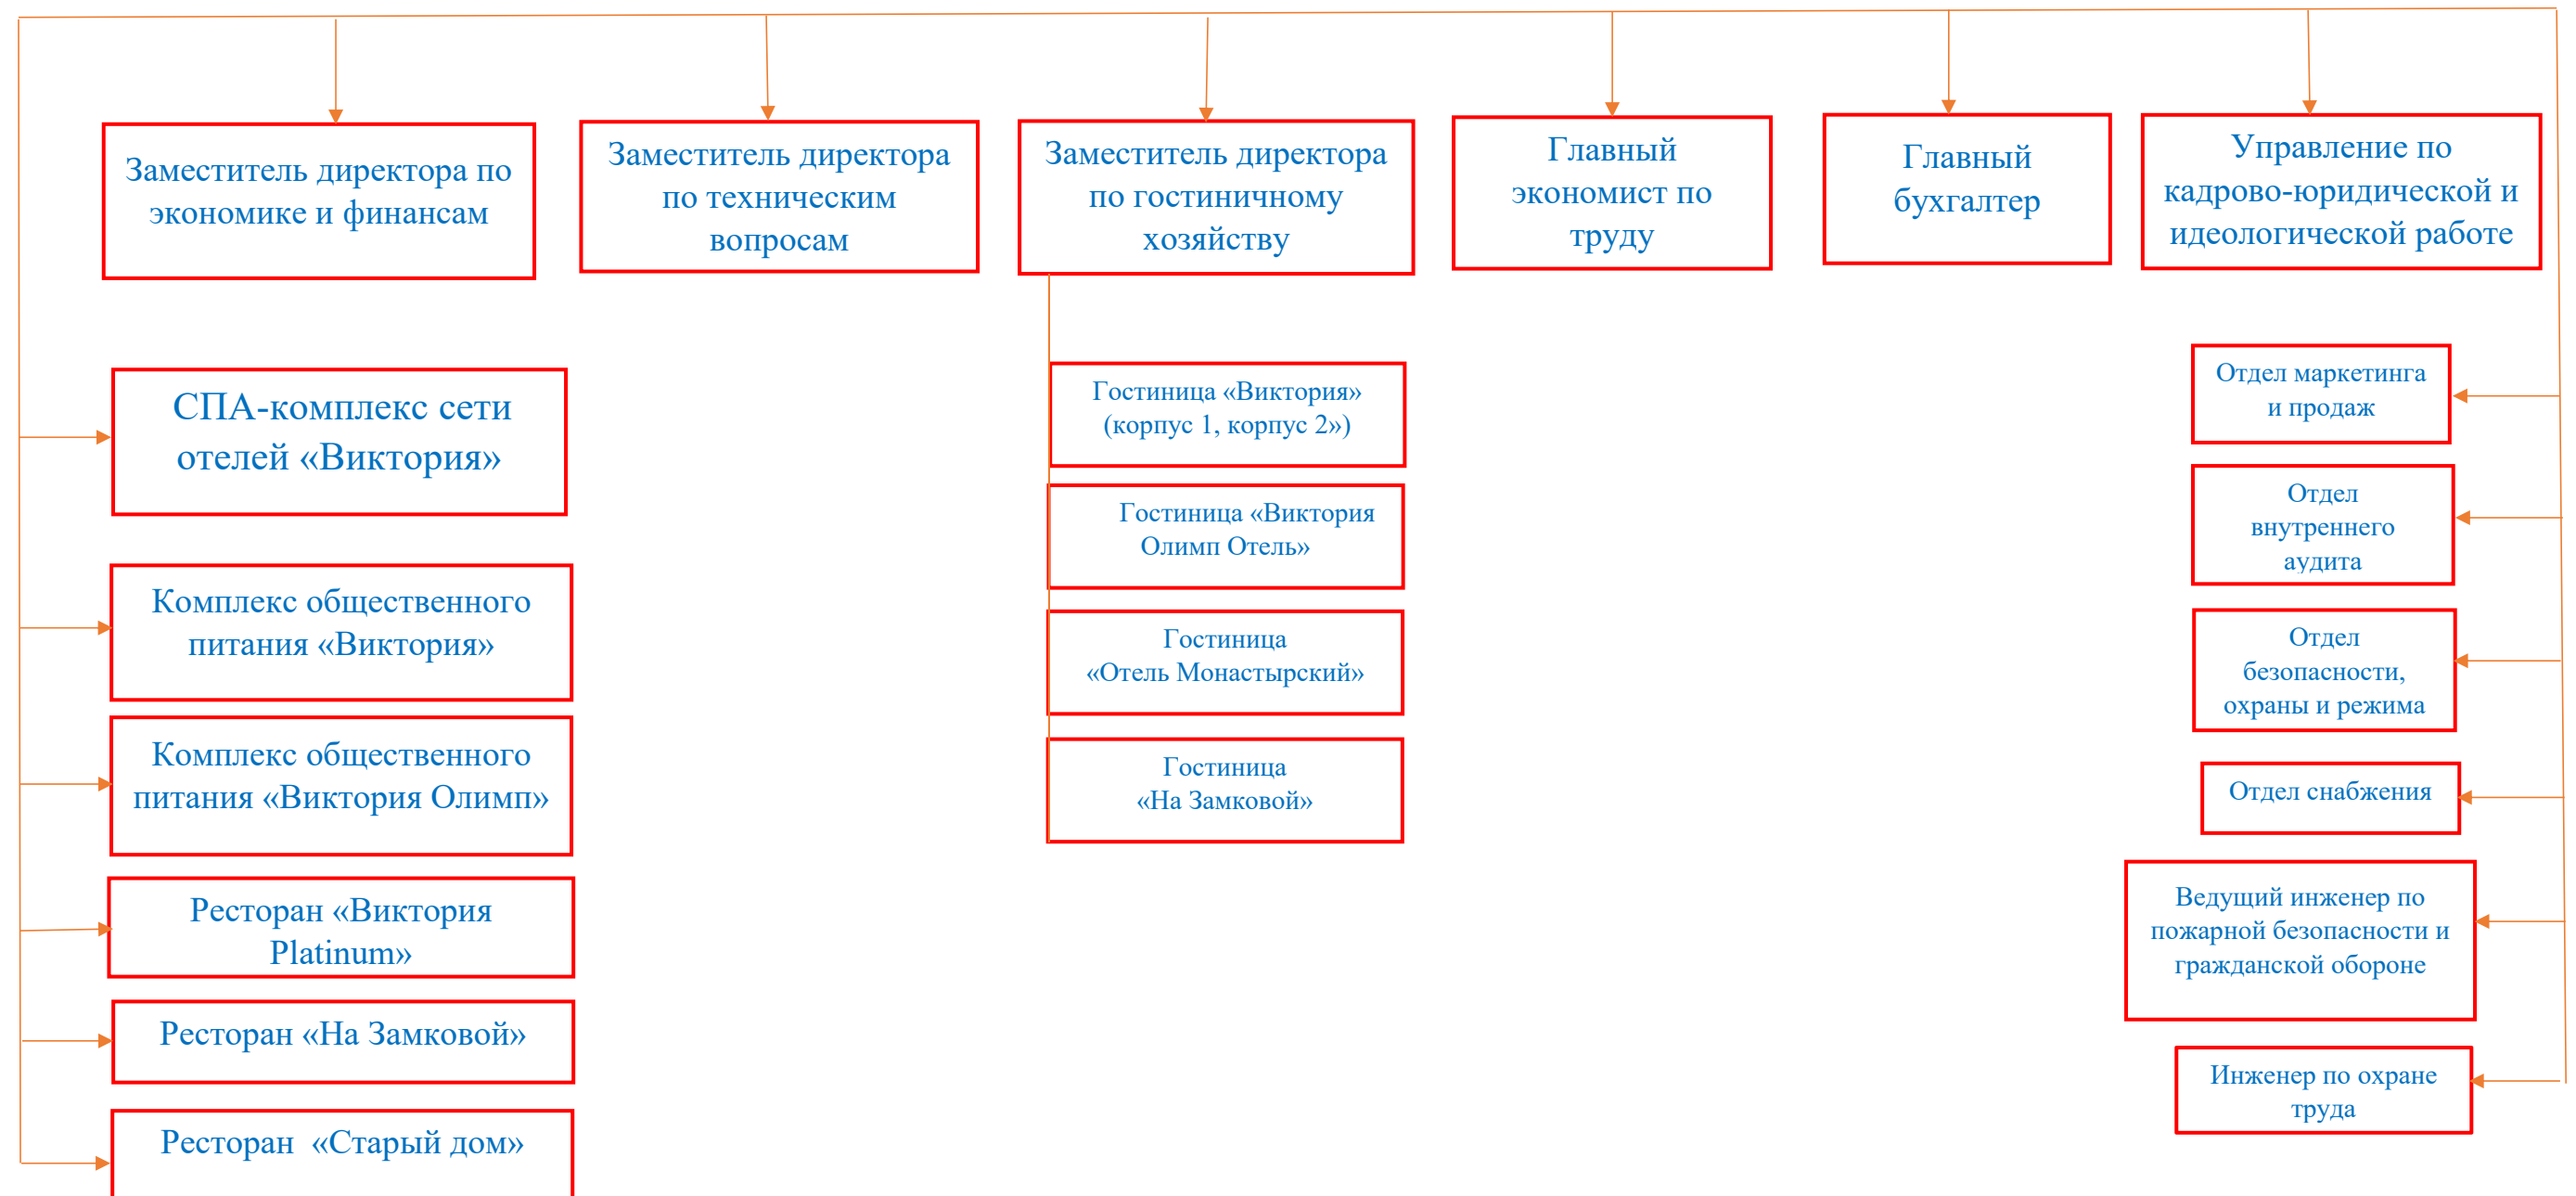 Заместитель директора по
экономике и финансам
Заместитель директора
по техническим
вопросам
Заместитель директора
по гостиничному
хозяйству
Главный
экономист по
труду
Главный
бухгалтер
Управление по
кадрово-юридической и
идеологической работе
СПА-комплекс сети
отелей «Виктория»
Комплекс общественного
питания «Виктория»
Комплекс общественного
питания «Виктория Олимп»
Ресторан «Виктория
Platinum»
Ресторан «На Замковой»
Ресторан «Старый дом»
Гостиница «Виктория»
(корпус 1, корпус 2»)
Гостиница «Виктория
Олимп Отель»
Гостиница
«Отель Монастырский»
Гостиница
«На Замковой»
Отдел маркетинга
и продаж
Отдел
внутреннего
аудита
Отдел
безопасности,
охраны и режима
Отдел снабжения
Ведущий инженер по
пожарной безопасности и
гражданской обороне
Инженер по охране
труда